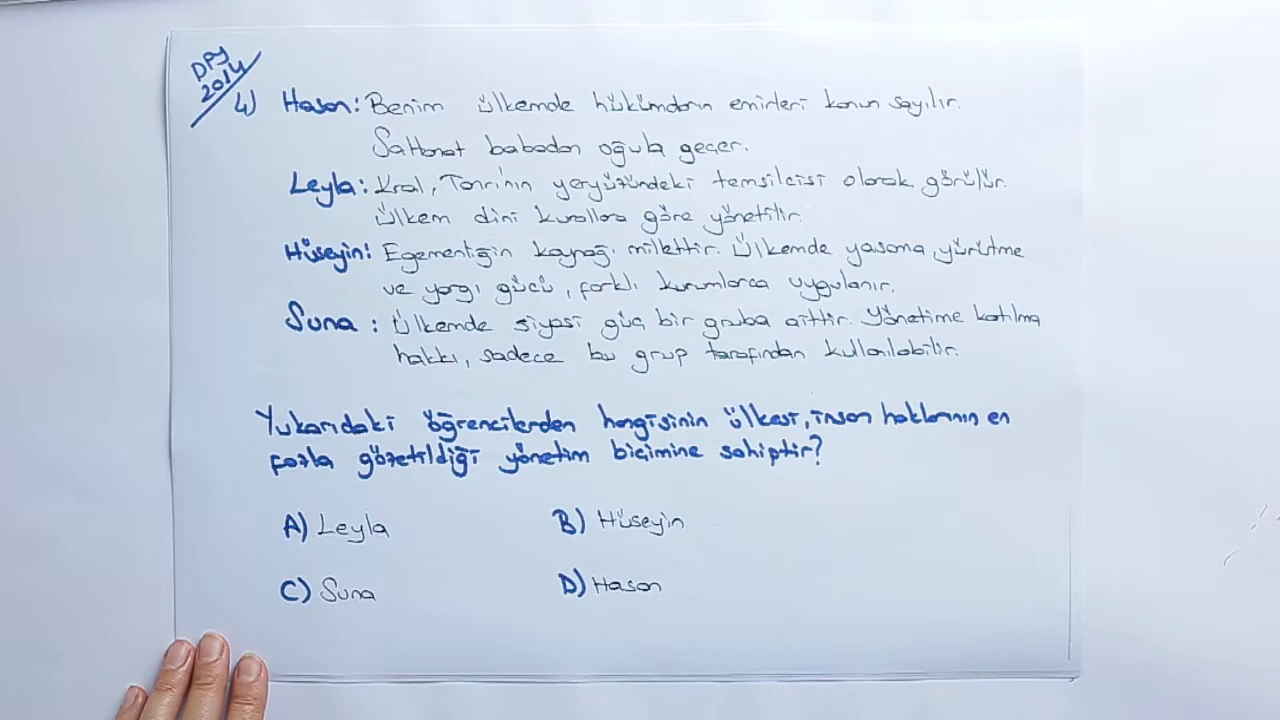 DPY
2014
4) Hasan: Benim ülkemde hükümdarın emirleri kanun sayılır.
Saltanat babadan oğula geçer.
Leyla: Kral, Tanrı'nın yeryüzündeki temsilcisi olarak görülür.
Ülkem dini kurallara göre yönetilir.
Hüseyin: Egemenliğin kaynağı millettir. Ülkemde yasama, yürütme
ve yargı gücü, farklı kurumlarca uygulanır.
Suna: Ülkemde siyasi güç bir gruba aittir. Yönetime katılma
hakkı, sadece bu grup tarafından kullanılabilir.
Yukarıdaki öğrencilerden hangisinin ülkesi, insan haklarının en
fazla gözetildiği yönetim biçimine sahiptir?
A) Leyla B) Hüseyin
C) Suna D) Hasan